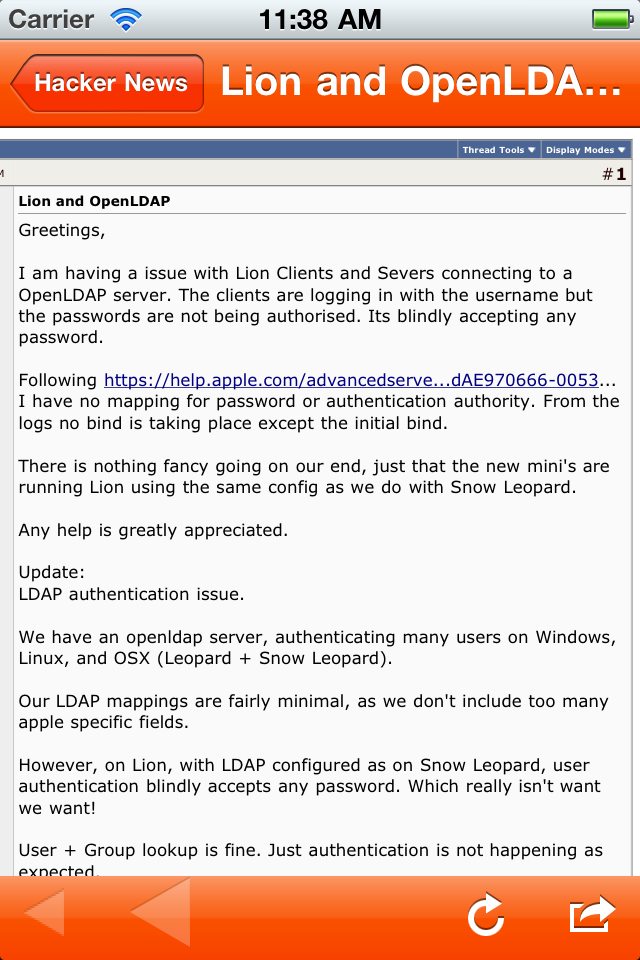 Carrier 11:38 AM
Hacker News Lion and OpenLDA...
Thread Tools Display Modes
M #1
Lion and OpenLDAP
Greetings,
I am having a issue with Lion Clients and Severs connecting to a
OpenLDAP server. The clients are logging in with the username but
the passwords are not being authorised. Its blindly accepting any
password.
Following https://help.apple.com/advancedserve...dAE970666-0053...
I have no mapping for password or authentication authority. From the
logs no bind is taking place except the initial bind.
There is nothing fancy going on our end, just that the new mini's are
running Lion using the same config as we do with Snow Leopard.
Any help is greatly appreciated.
Update:
LDAP authentication issue.
We have an openldap server, authenticating many users on Windows,
Linux, and OSX (Leopard + Snow Leopard).
Our LDAP mappings are fairly minimal, as we don't include too many
apple specific fields.
However, on Lion, with LDAP configured as on Snow Leopard, user
authentication blindly accepts any password. Which really isn't want
we want!
User + Group lookup is fine. Just authentication is not happening as
expected.